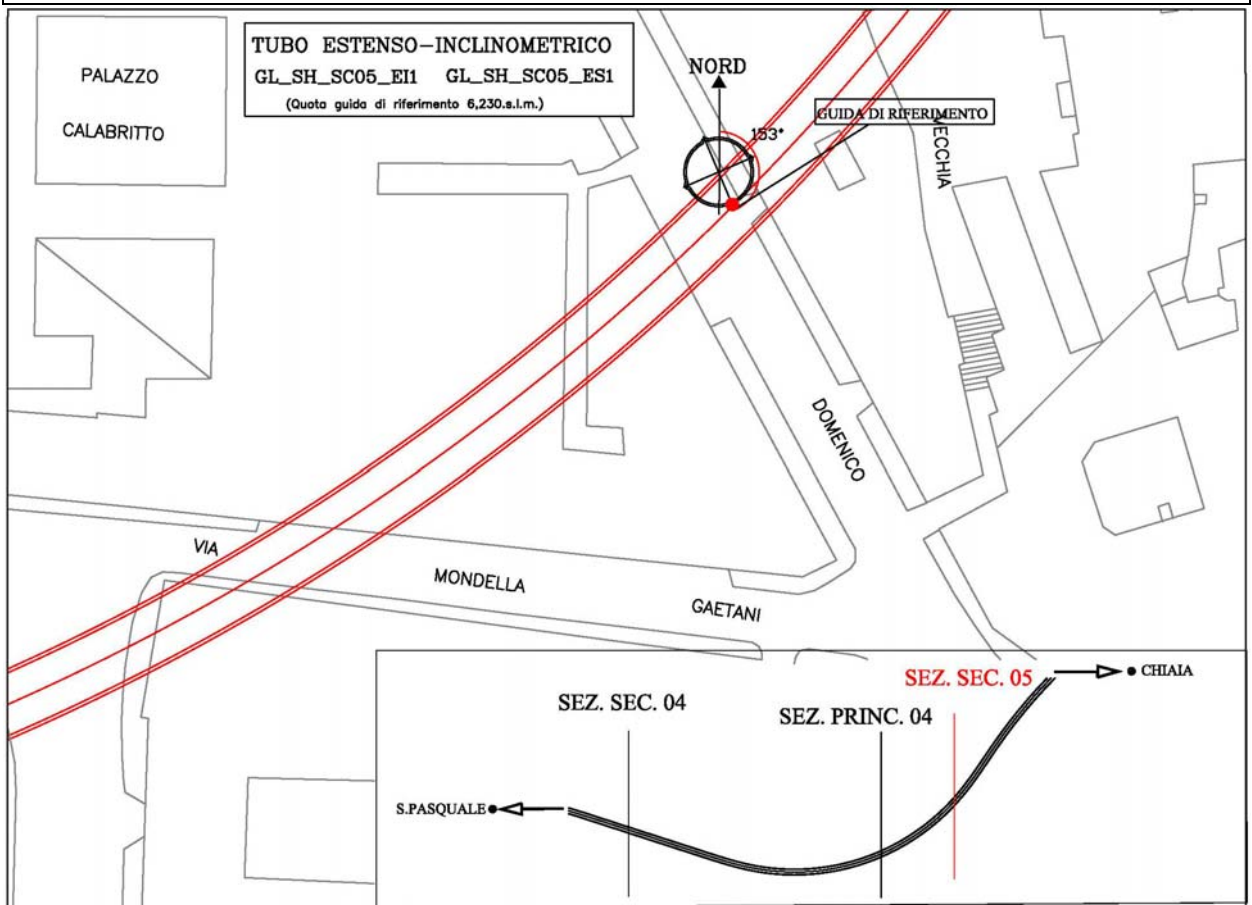 TUBO ESTENSO-INCLINOMETRICO
GL_SH_SC05_EI1 GL_SH_SC05_ES1
(Quota guida di riferimento 6,230.s.l.m.)
PALAZZO
CALABRITTO
NORD
153°
GUIDA DI RIFERIMENTO
VECCHIA
DOMENICO
VIA
MONDELLA
GAETANI
SEZ. SEC. 05
CHIAIA
SEZ. SEC. 04
SEZ. PRINC. 04
S.PASQUALE